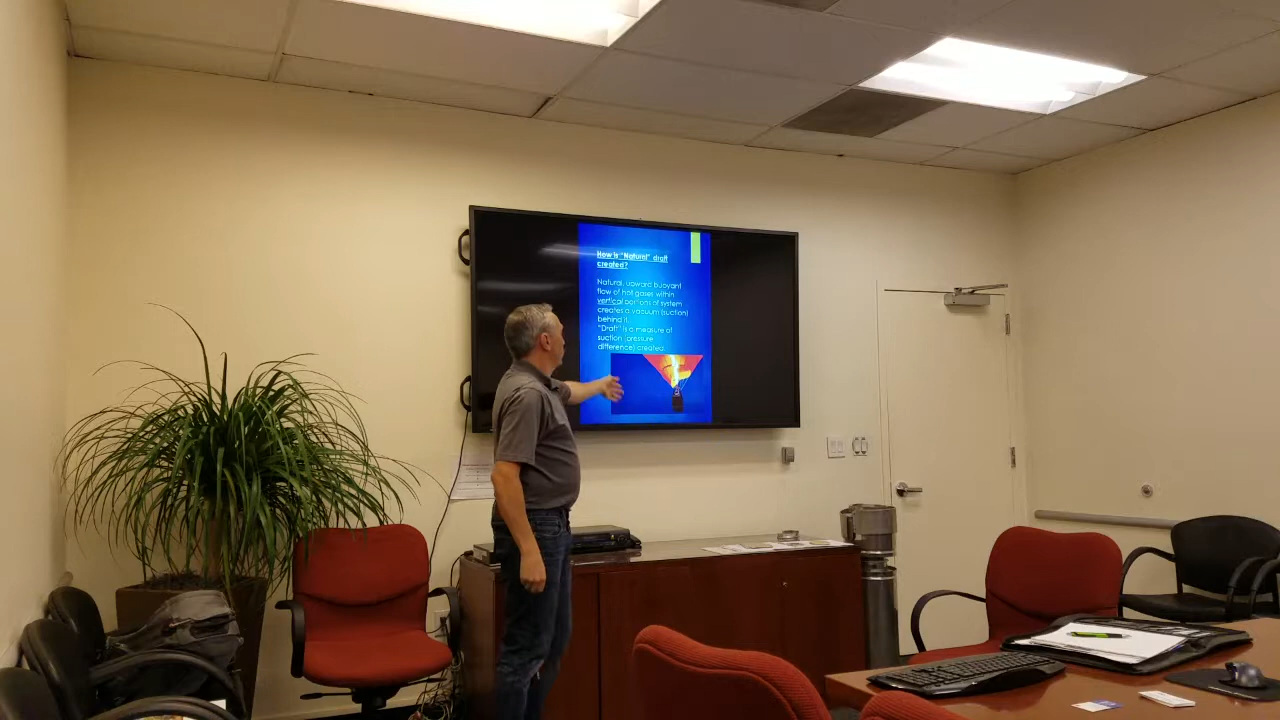 How is "Natural" draft
created?
Natural, upward buoyant
flow of hot gases within
vertical portions of system
creates a vacuum (suction)
behind it.
"Draft" is a measure of
suction (pressure
difference) created.